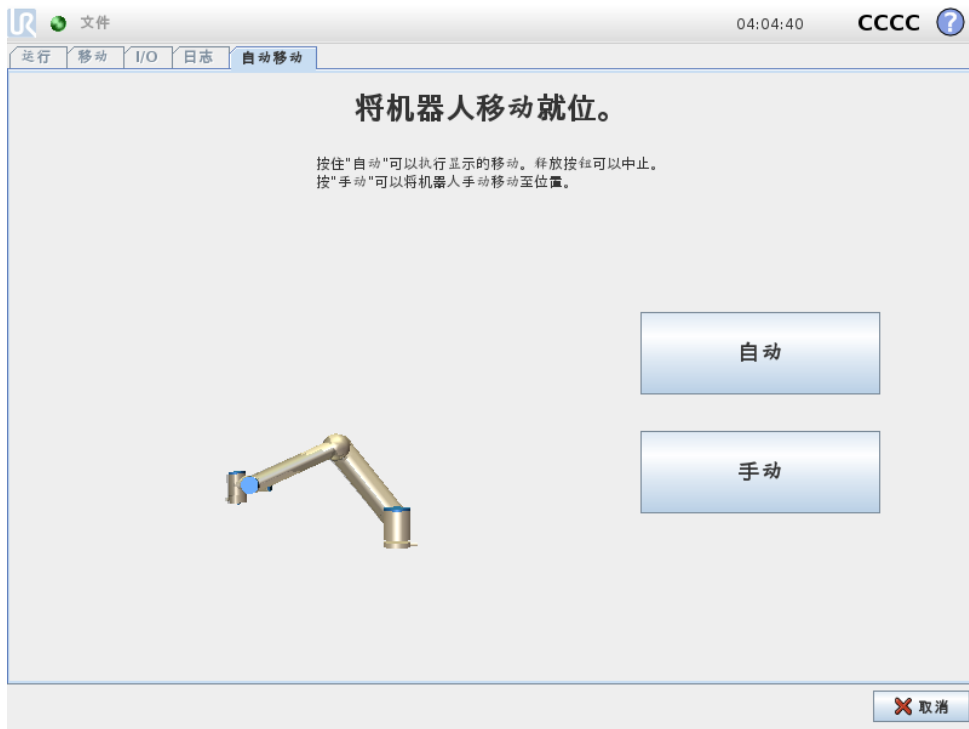 UR 文件 04:04:40 CCCC ?
运行 移动 I/O 日志 自动移动
将机器人移动就位。
按住"自动"可以执行显示的移动。释放按钮可以中止。
按"手动"可以将机器人手动移动至位置。
自动
手动
取消